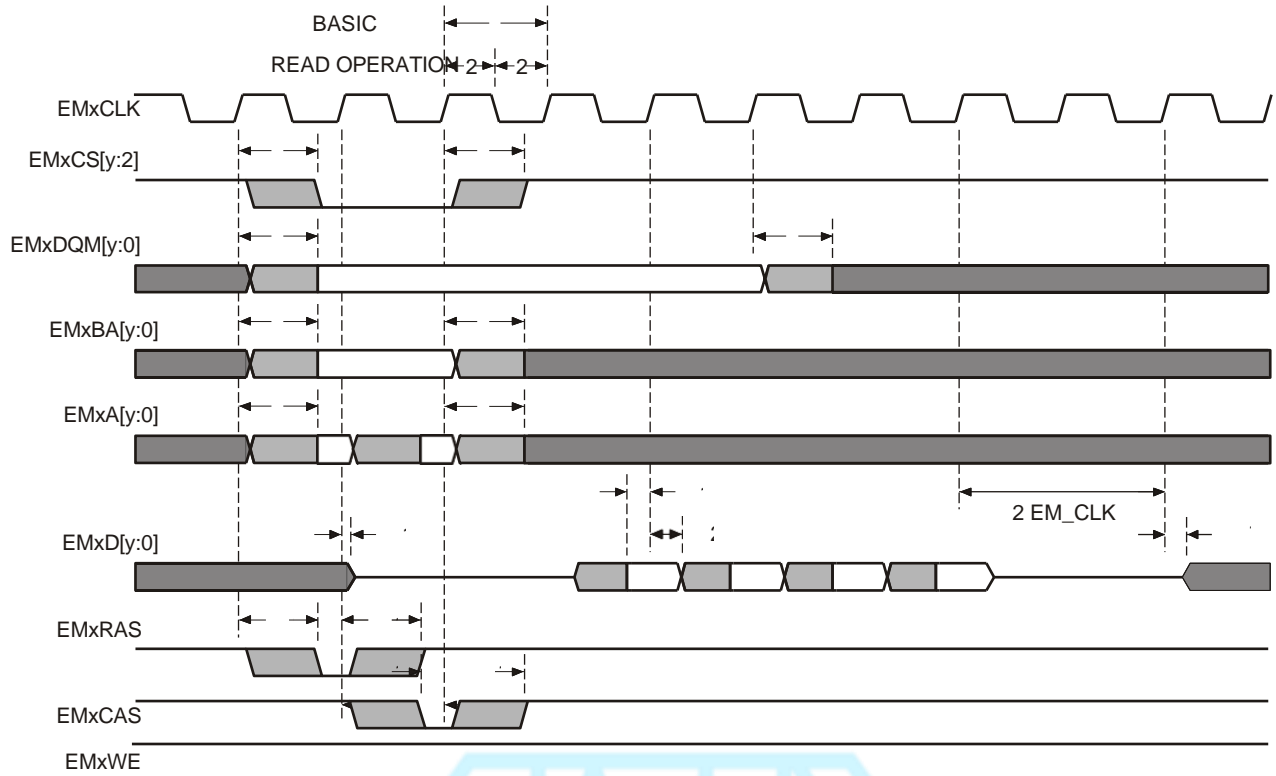 BASIC
READ OPERATION 2 2
EMxCLK
EMxCS[y:2]
EMxDQM[y:0]
EMxBA[y:0]
EMxA[y:0]
2 EM_CLK
EMxD[y:0]
EMxRAS
EMxCAS
EMxWE